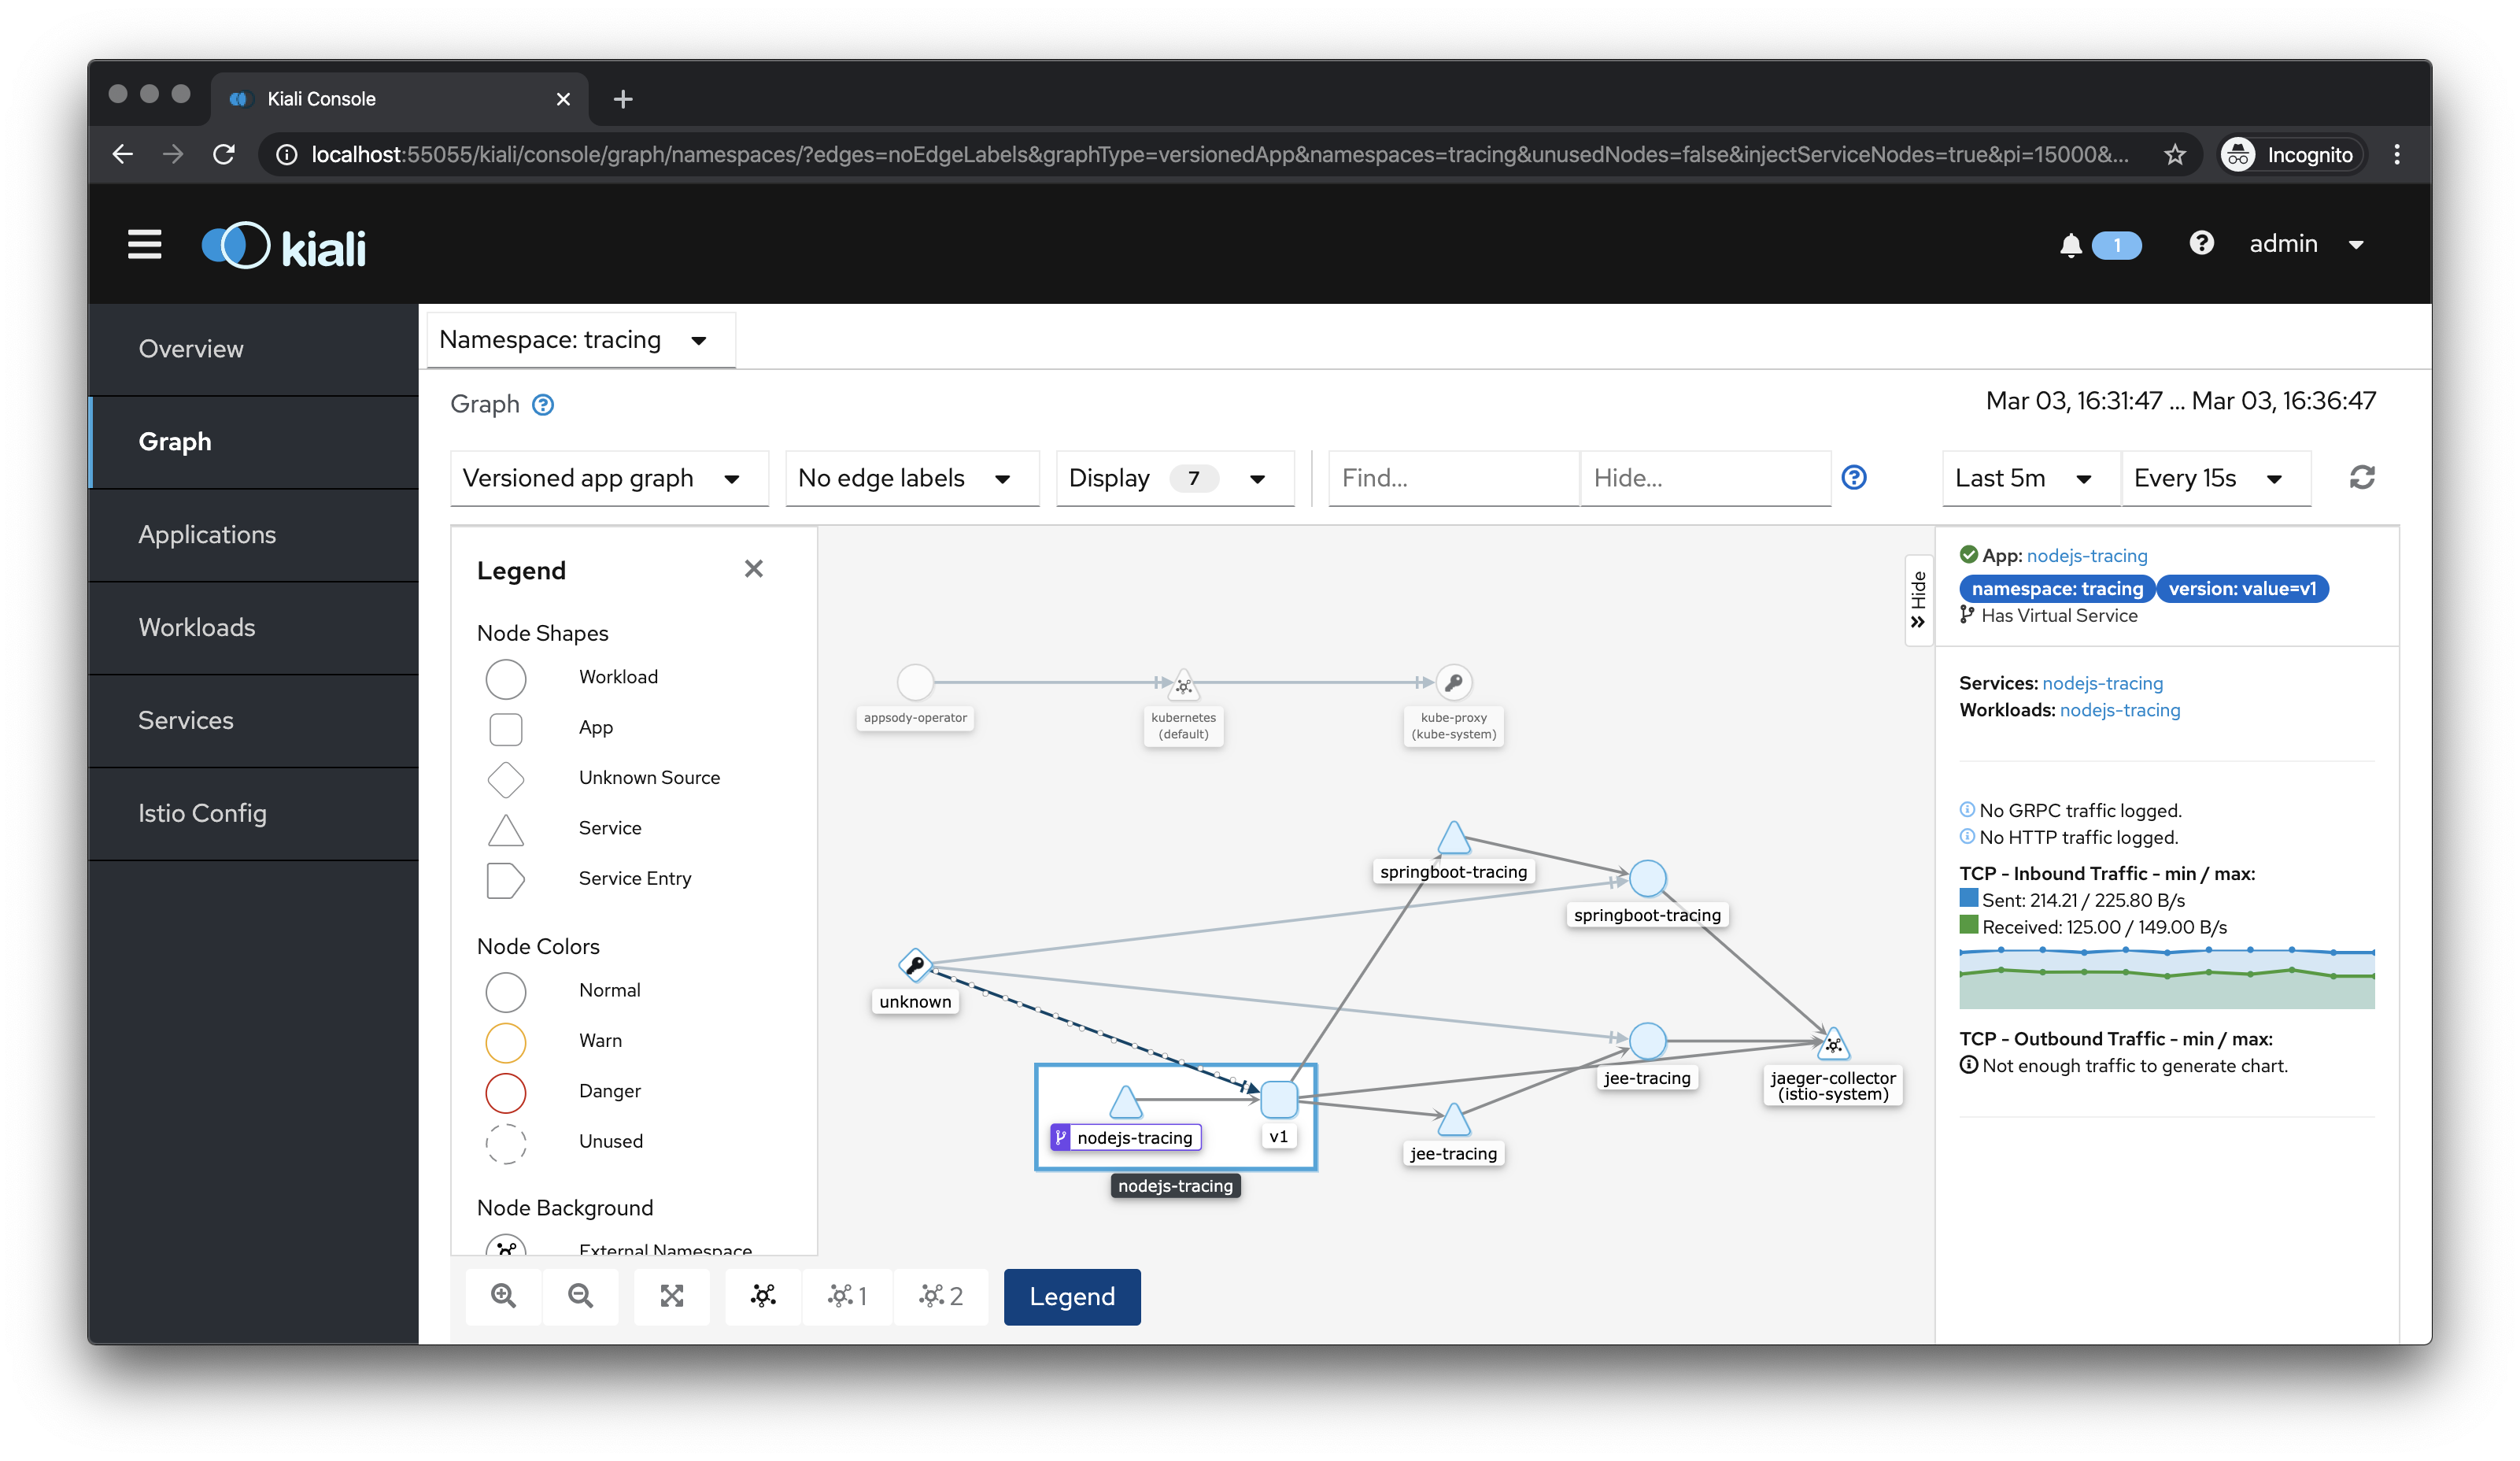 Kiali Console
localhost:55055/kiali/console/graph/namespaces/?edges=noEdgeLabels&graphType=versionedApp&namespaces=tracing&unusedNodes=false&injectServiceNodes=true&pi=15000&...
Incognito
kiali
1
admin
Overview
Graph
Applications
Workloads
Services
Istio Config
Namespace: tracing
Graph
Mar 03, 16:31:47 ... Mar 03, 16:36:47
Versioned app graph
No edge labels
Display 7
Find...
Hide...
Last 5m
Every 15s
Legend
Node Shapes
Workload
App
Unknown Source
Service
Service Entry
Node Colors
Normal
Warn
Danger
Unused
Node Background
External Namespace
1
2
Legend
appsody-operator
kubernetes
(default)
kube-proxy
(kube-system)
springboot-tracing
springboot-tracing
unknown
jee-tracing
jaeger-collector
(istio-system)
nodejs-tracing
v1
jee-tracing
nodejs-tracing
Hide
App: nodejs-tracing
namespace: tracing
version: value=v1
Has Virtual Service
Services: nodejs-tracing
Workloads: nodejs-tracing
No GRPC traffic logged.
No HTTP traffic logged.
TCP - Inbound Traffic - min / max:
Sent: 214.21 / 225.80 B/s
Received: 125.00 / 149.00 B/s
TCP - Outbound Traffic - min / max:
Not enough traffic to generate chart.